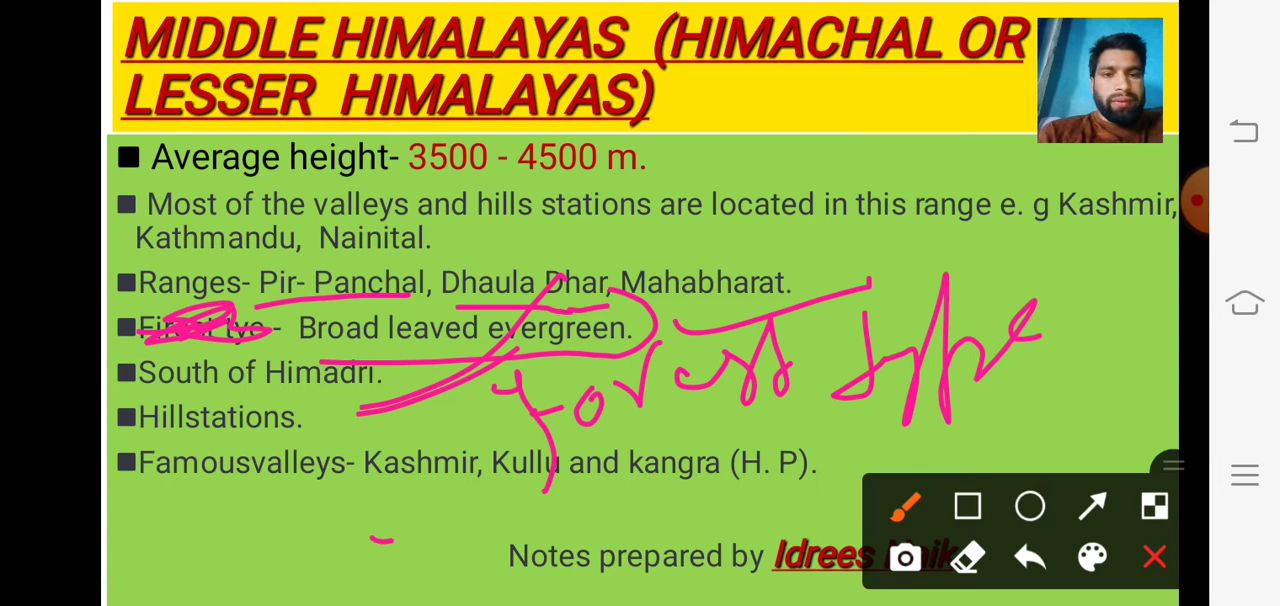 MIDDLE HIMALAYAS (HIMACHAL OR
LESSER HIMALAYAS)
Average height- 3500 - 4500 m.
Most of the valleys and hills stations are located in this range e. g Kashmir,
Kathmandu, Nainital.
Ranges- Pir- Panchal, Dhaula Dhar, Mahabharat.
- Broad leaved evergreen.
South of Himadri.
forest type
Hillstations.
Famousvalleys- Kashmir, Kullu and kangra (H. P).
Notes prepared by Idrees